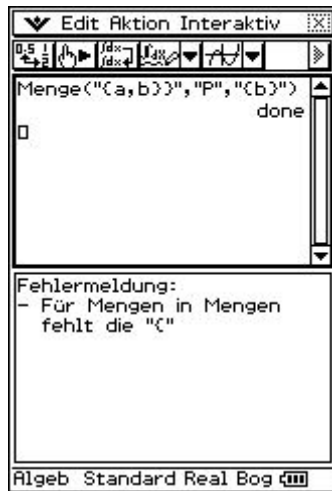 Edit Aktion Interaktiv
Menge("{a,b}}","P","{b}")
done
Fehlermeldung:
- Für Mengen in Mengen
fehlt die "{"
Algeb Standard Real Bog